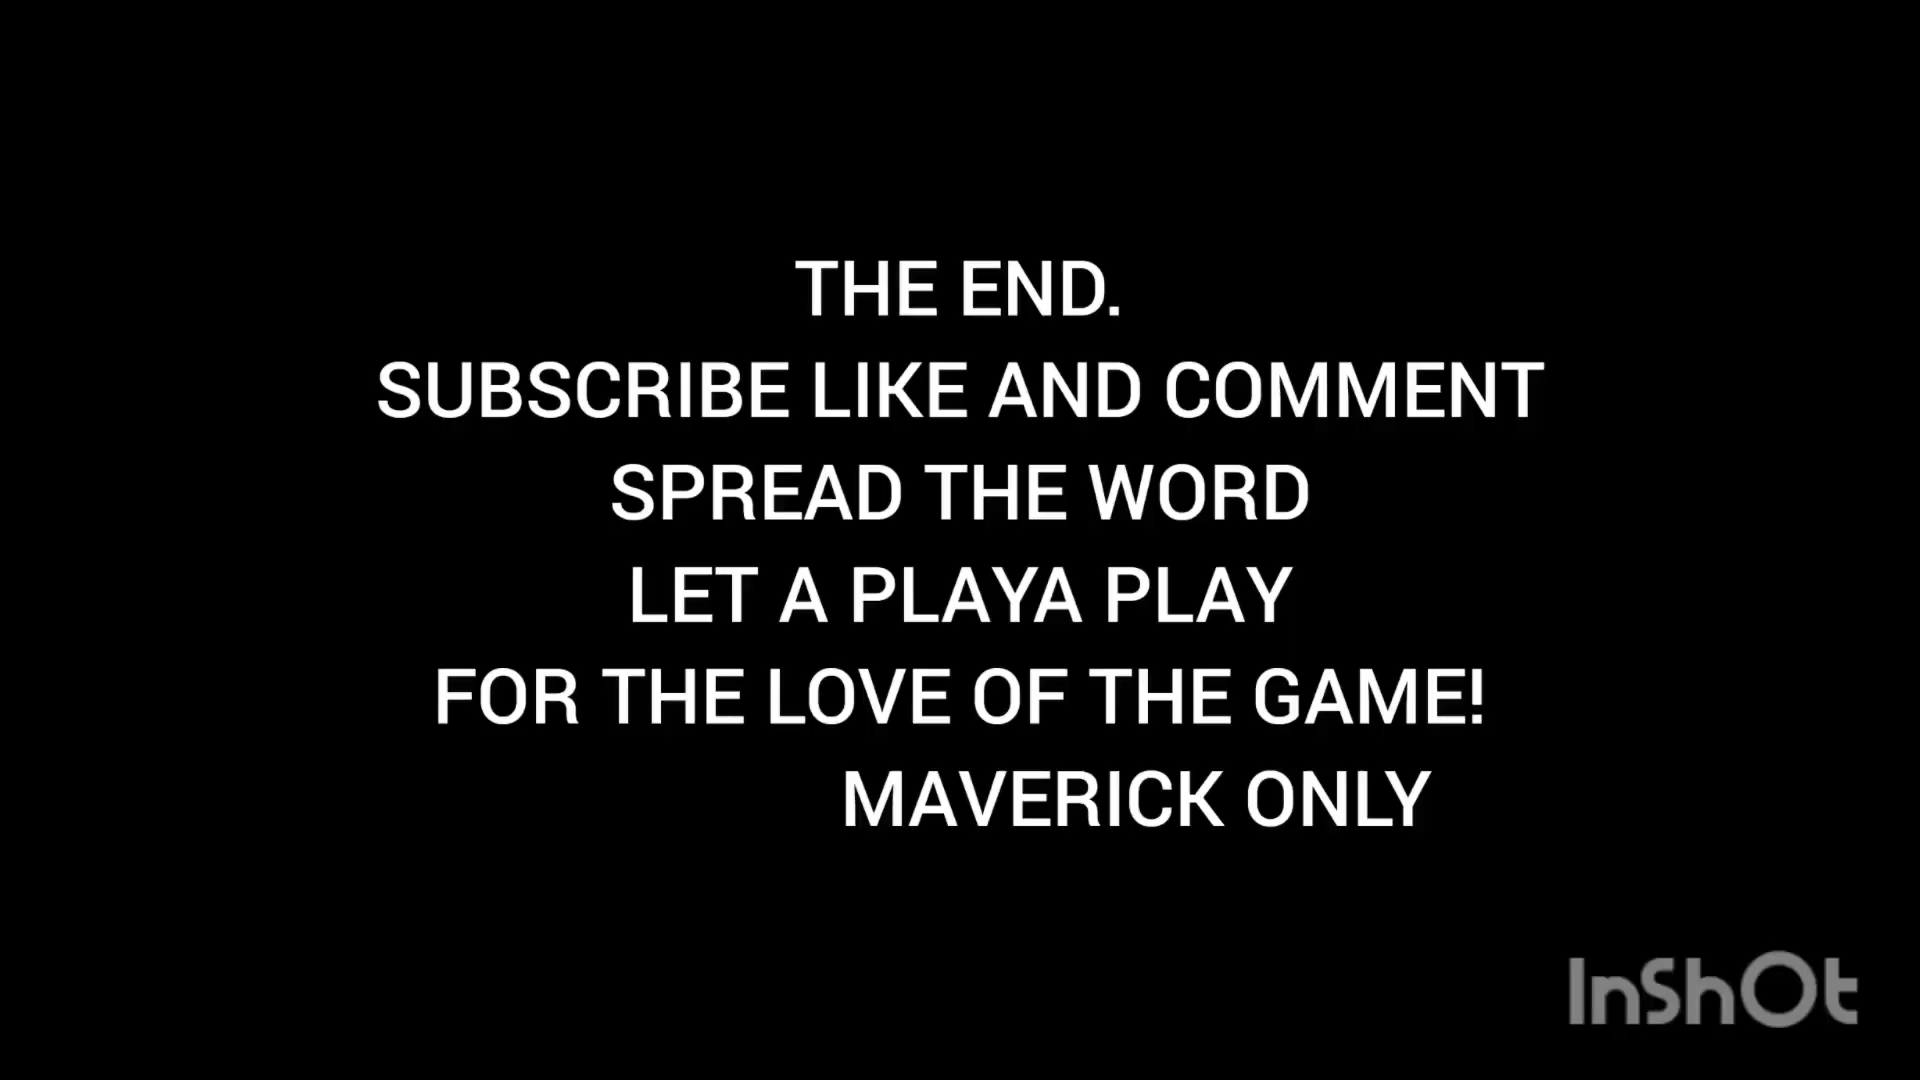 THE END.
SUBSCRIBE LIKE AND COMMENT
SPREAD THE WORD
LET A PLAYA PLAY
FOR THE LOVE OF THE GAME!
MAVERICK ONLY
InShOt